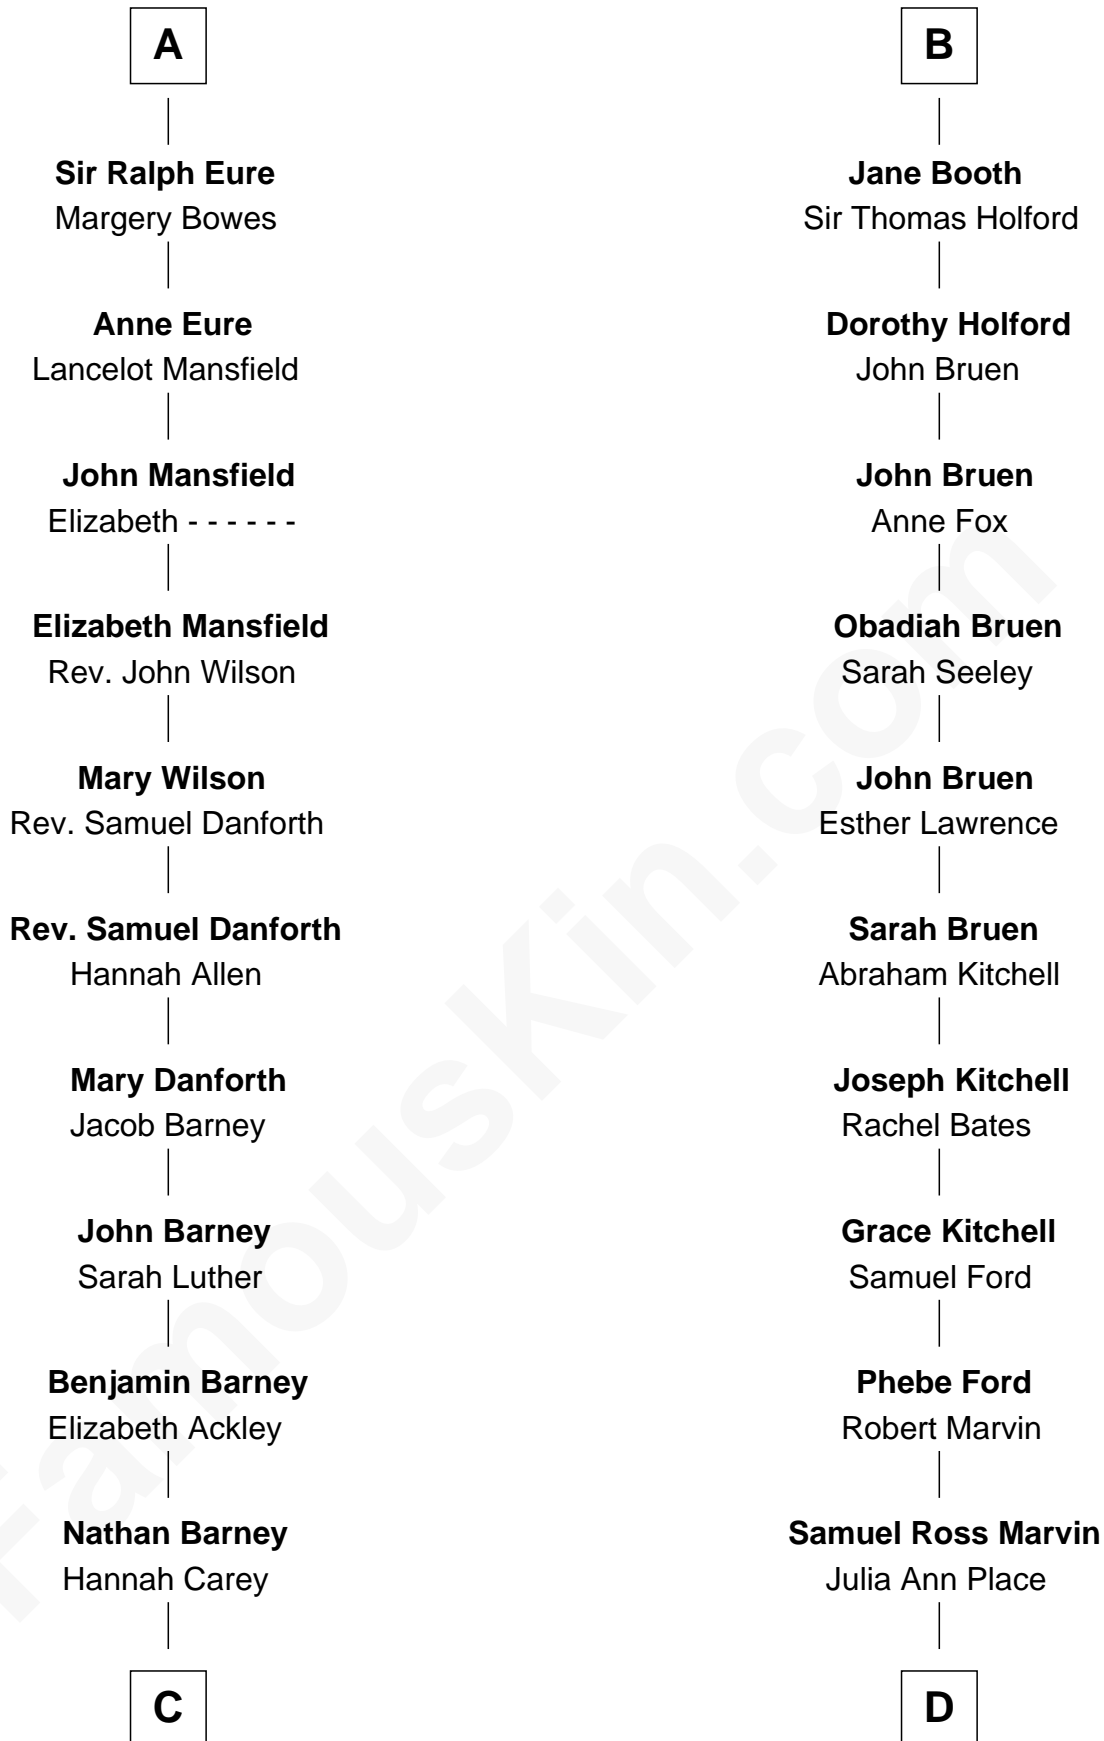 A
Sir Ralph Eure
Margery Bowes
Anne Eure
Lancelot Mansfield
John Mansfield
Elizabeth - - - - - -
Elizabeth Mansfield
Rev. John Wilson
Mary Wilson
Rev. Samuel Danforth
Rev. Samuel Danforth
Hannah Allen
Mary Danforth
Jacob Barney
John Barney
Sarah Luther
Benjamin Barney
Elizabeth Ackley
Nathan Barney
Hannah Carey
C
B
Jane Booth
Sir Thomas Holford
Dorothy Holford
John Bruen
John Bruen
Anne Fox
Obadiah Bruen
Sarah Seeley
John Bruen
Esther Lawrence
Sarah Bruen
Abraham Kitchell
Joseph Kitchell
Rachel Bates
Grace Kitchell
Samuel Ford
Phebe Ford
Robert Marvin
Samuel Ross Marvin
Julia Ann Place
D
FamousKin.com